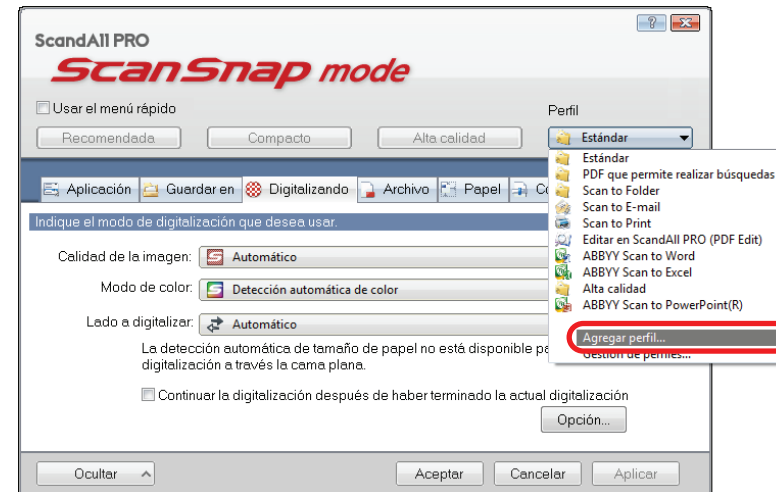 ScandAll PRO
ScanSnap mode
Usar el menú rápido
Perfil
Recomendada
Compacto
Alta calidad
Estándar
Estándar
PDF que permite realizar búsquedas
Scan to Folder
Scan to E-mail
Scan to Print
Editar en ScandAll PRO (PDF Edit)
ABBYY Scan to Word
ABBYY Scan to Excel
Alta calidad
ABBYY Scan to PowerPoint(R)
Agregar perfil...
Gestión de perfiles...
Aplicación
Guardar en
Digitalizando
Archivo
Papel
Indique el modo de digitalización que desea usar.
Calidad de la imagen:
Automático
Modo de color:
Detección automática de color
Lado a digitalizar:
Automático
La detección automática de tamaño de papel no está disponible
digitalización a través la cama plana.
Continuar la digitalización después de haber terminado la actual digitalización
Opción...
Ocultar
Aceptar
Cancelar
Aplicar